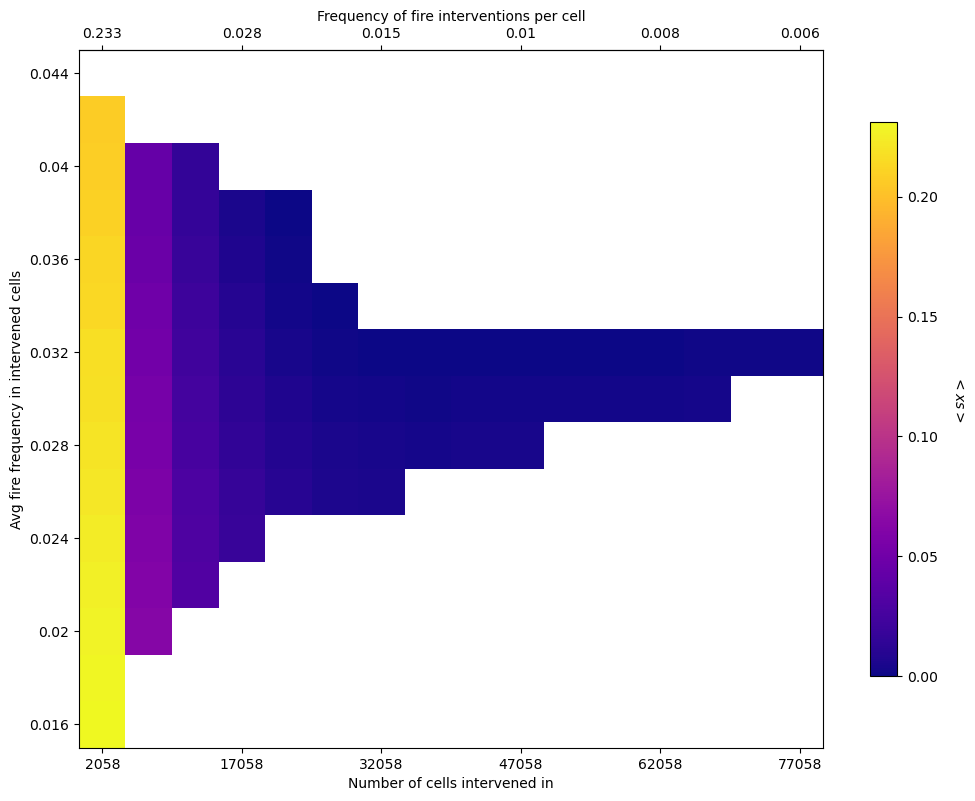 Frequency of fire interventions per cell
0.233 0.028 0.015 0.01 0.008 0.006
0.044
0.04
0.036
0.032
0.028
0.024
0.02
0.016
Avg fire frequency in intervened cells
2058 17058 32058 47058 62058 77058
Number of cells intervened in
0.20
0.15
0.10
0.05
0.00
< sx >